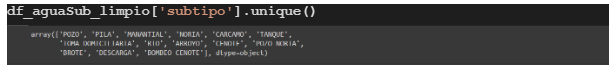 df_aguaSub_limpio['subtipo'].unique()
array(['POZO', 'PILA', 'MANANTIAL', 'NORIA', 'CARCAMO', 'TANQUE',
'TOMA DOMICILIARIA', 'RIO', 'ARROYO', 'CENOTE', 'POZO NORIA',
'BROTE', 'DESCARGA', 'BOMBEO CENOTE'], dtype=object)